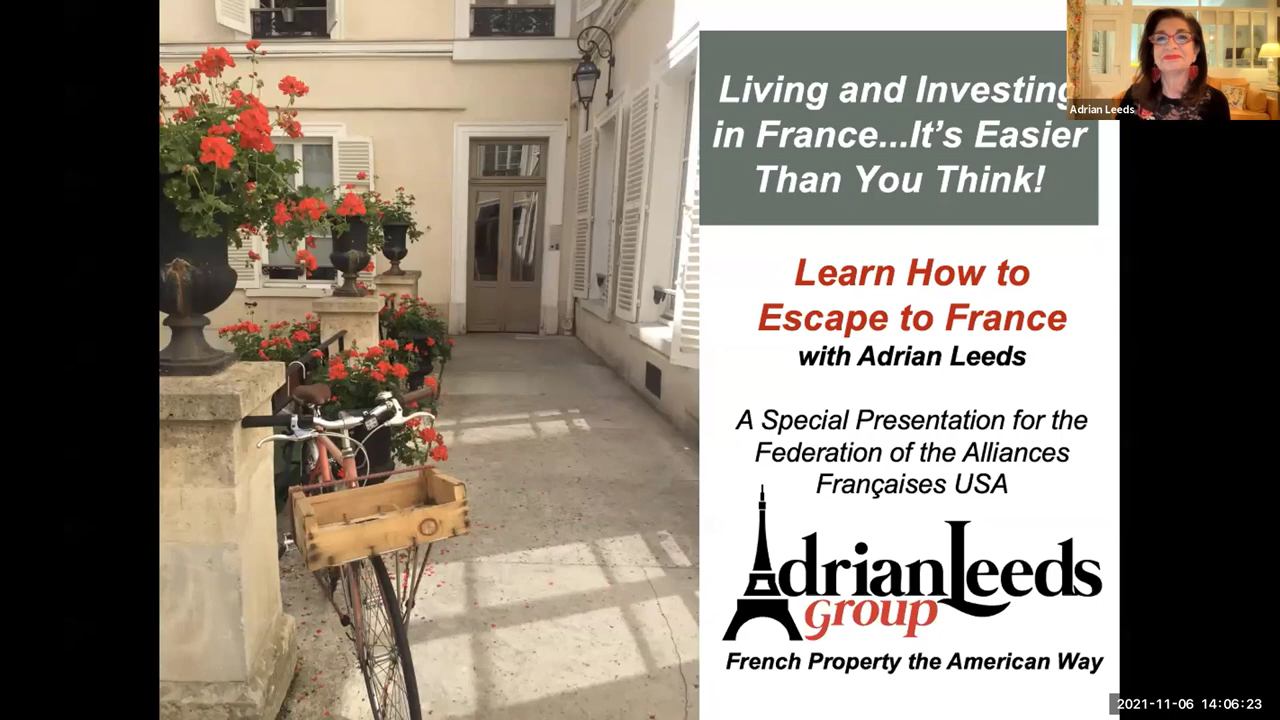 Living and Investing
in France...It's Easier
Than You Think!
Adrian Leeds
Learn How to
Escape to France
with Adrian Leeds
A Special Presentation for the
Federation of the Alliances
Françaises USA
AdrianLeeds
group
French Property the American Way
2021-11-06 14:06:23